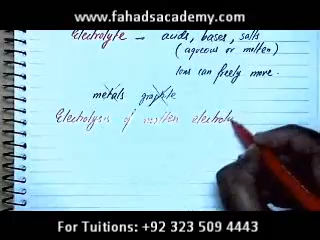 www.fahadsacademy.com
Electrolyte → acids, bases, salts
(aqueous or molten)
Ions can freely move.
metals graphite
Electrolysis of molten electroly
For Tuitions: +92 323 509 4443